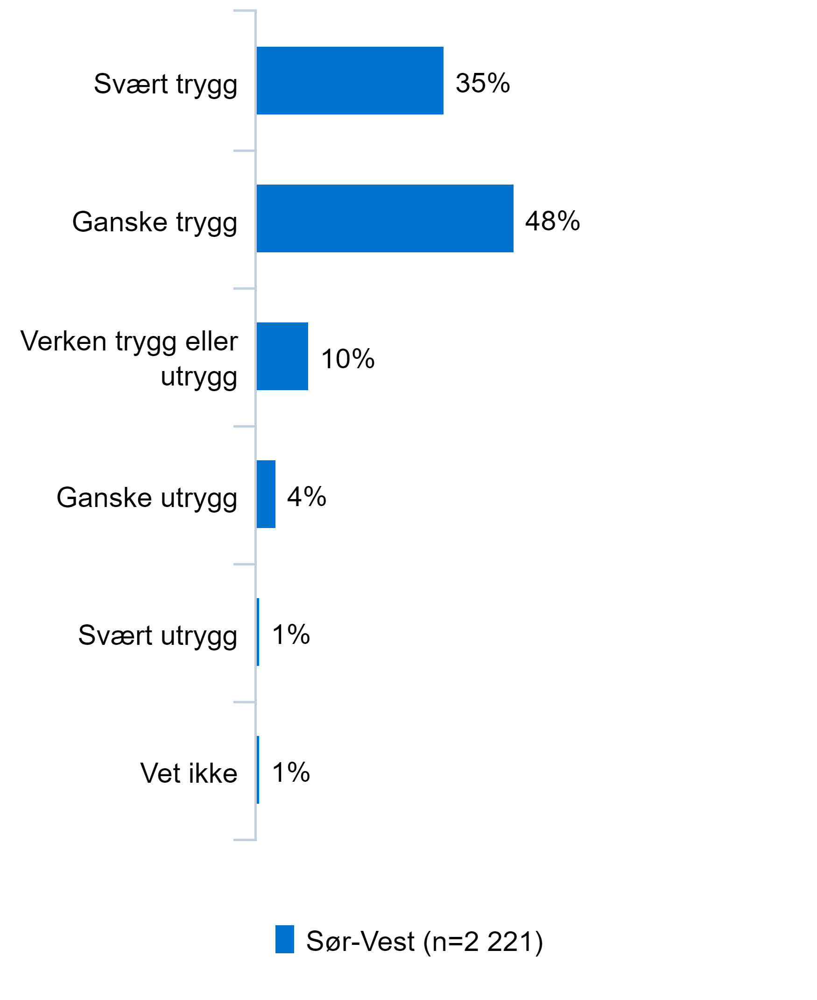 Svært trygg
35%
Ganske trygg
48%
Verken trygg eller
utrygg
10%
Ganske utrygg
4%
Svært utrygg
1%
Vet ikke
1%
Sør-Vest (n=2 221)